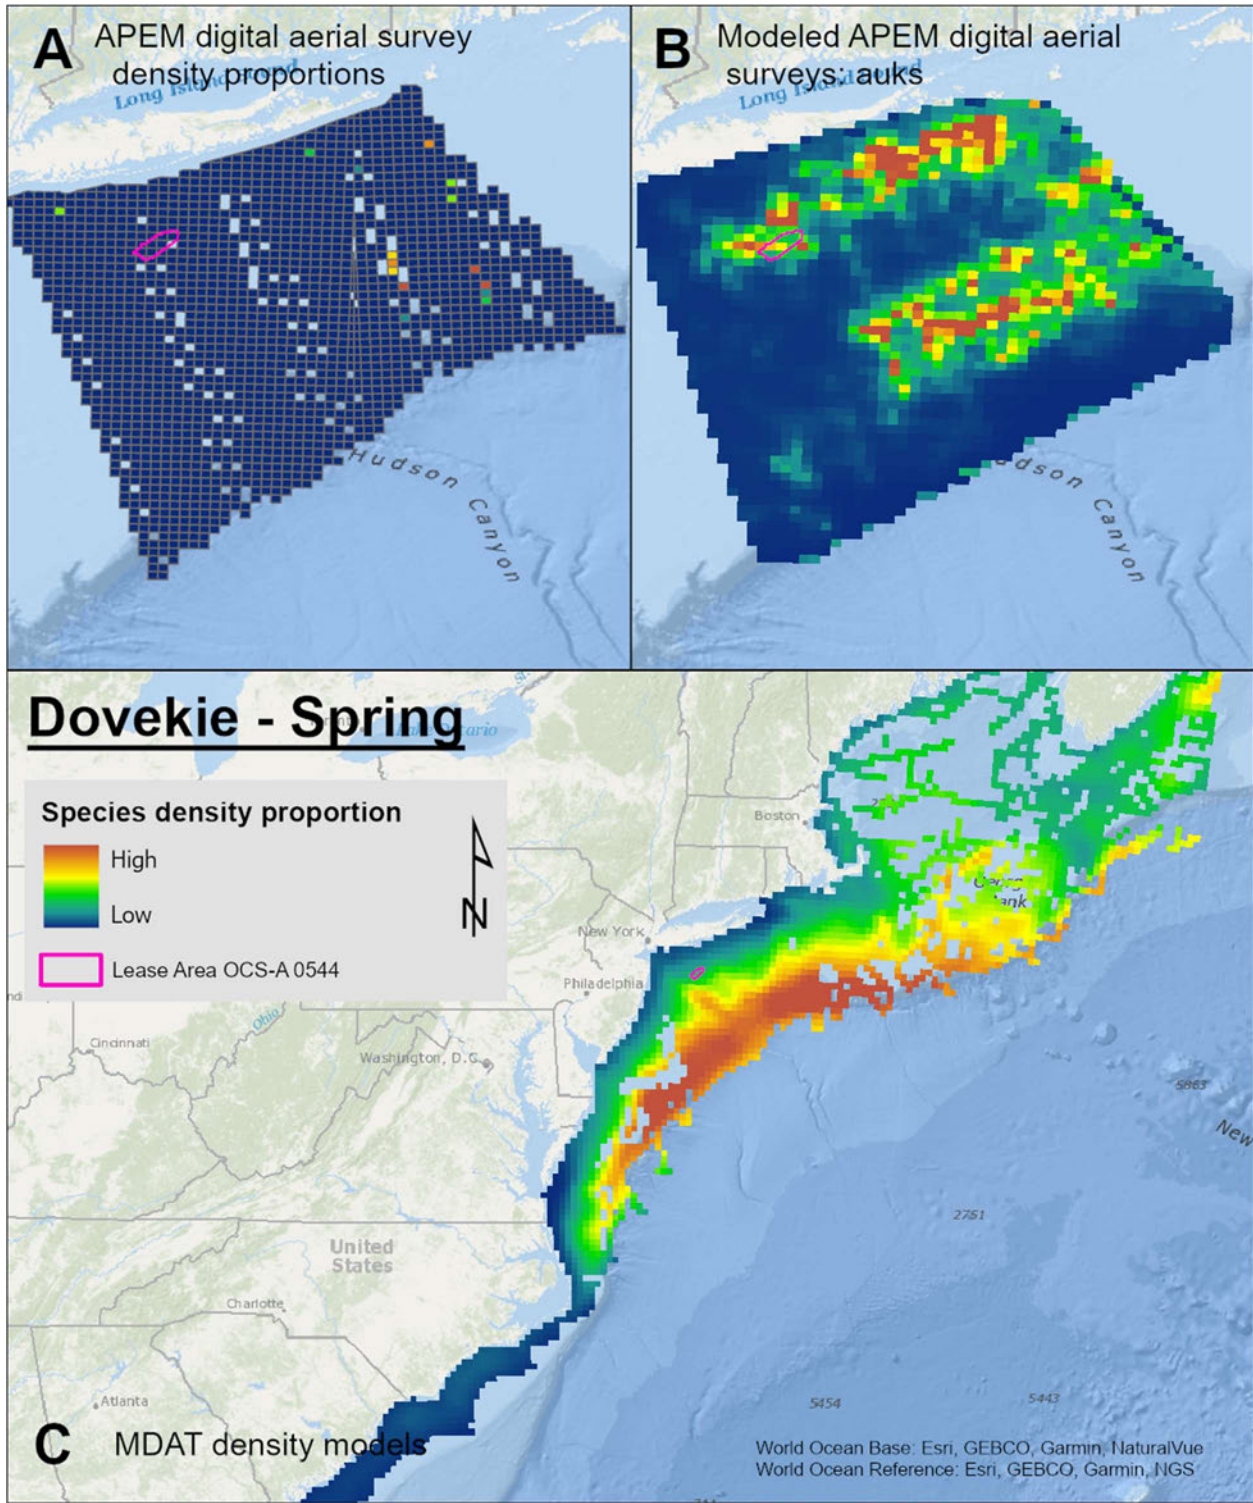 A APEM digital aerial survey
density proportions
Long Island Sound
Hudson Canyon
B Modeled APEM digital aerial
surveys: auks
Long Island Sound
Canyon
Dovekie - Spring
Species density proportion
High
Low
N
Lease Area OCS-A 0544
Boston
New York
Philadelphia
Ohio
Cincinnati
Washington, D.C.
5863
New
2751
United
States
Charlotte
Atlanta
5454
5443
C MDAT density models
World Ocean Base: Esri, GEBCO, Garmin, NaturalVue
World Ocean Reference: Esri, GEBCO, Garmin, NGS